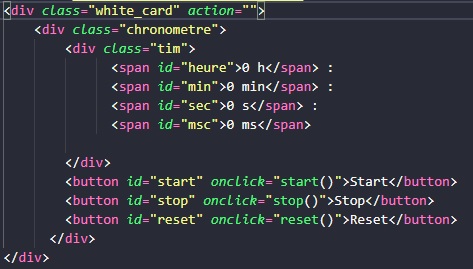 <div class="white_card" action="">
<div class="chronometre">
<div class="tim">
<span id="heure">0 h</span> :
<span id="min">0 min</span> :
<span id="sec">0 s</span> :
<span id="msc">0 ms</span>
</div>
<button id="start" onclick="start()">Start</button>
<button id="stop" onclick="stop()">Stop</button>
<button id="reset" onclick="reset()">Reset</button>
</div>
</div>